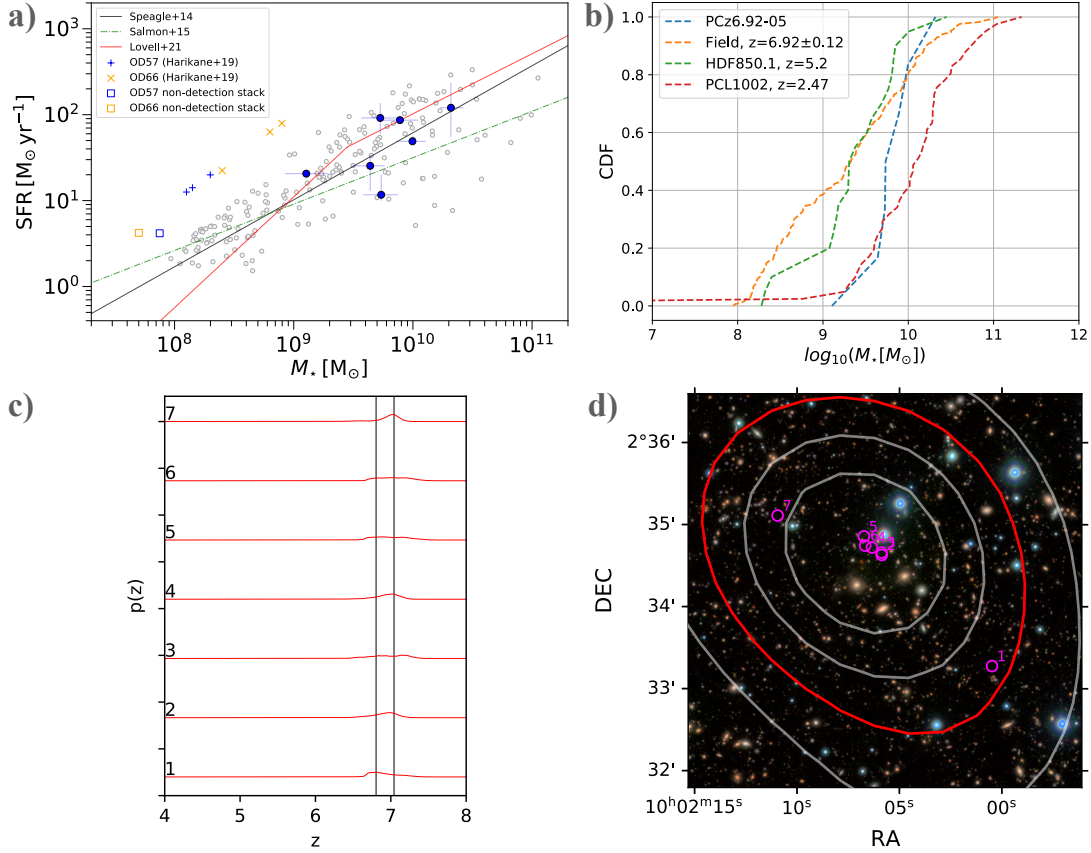 a)
Speagle+14
Salmon+15
Lovell+21
OD57 (Harikane+19)
OD66 (Harikane+19)
OD57 non-detection stack
OD66 non-detection stack
10³
10²
10¹
10⁰
SFR [M⊙ yr⁻¹]
10⁸
10⁹
10¹⁰
10¹¹
M⋆ [M⊙]
b)
PCz6.92-05
Field, z=6.92±0.12
HDF850.1, z=5.2
PCL1002, z=2.47
1.0
0.8
0.6
0.4
0.2
0.0
CDF
7
8
9
10
11
12
log₁₀(M⋆[M⊙])
c)
7
6
5
4
3
2
1
p(z)
4
5
6
7
8
z
d)
2°36'
35'
34'
33'
32'
DEC
7
5
1
10ʰ02ᵐ15ˢ
10ˢ
05ˢ
00ˢ
RA